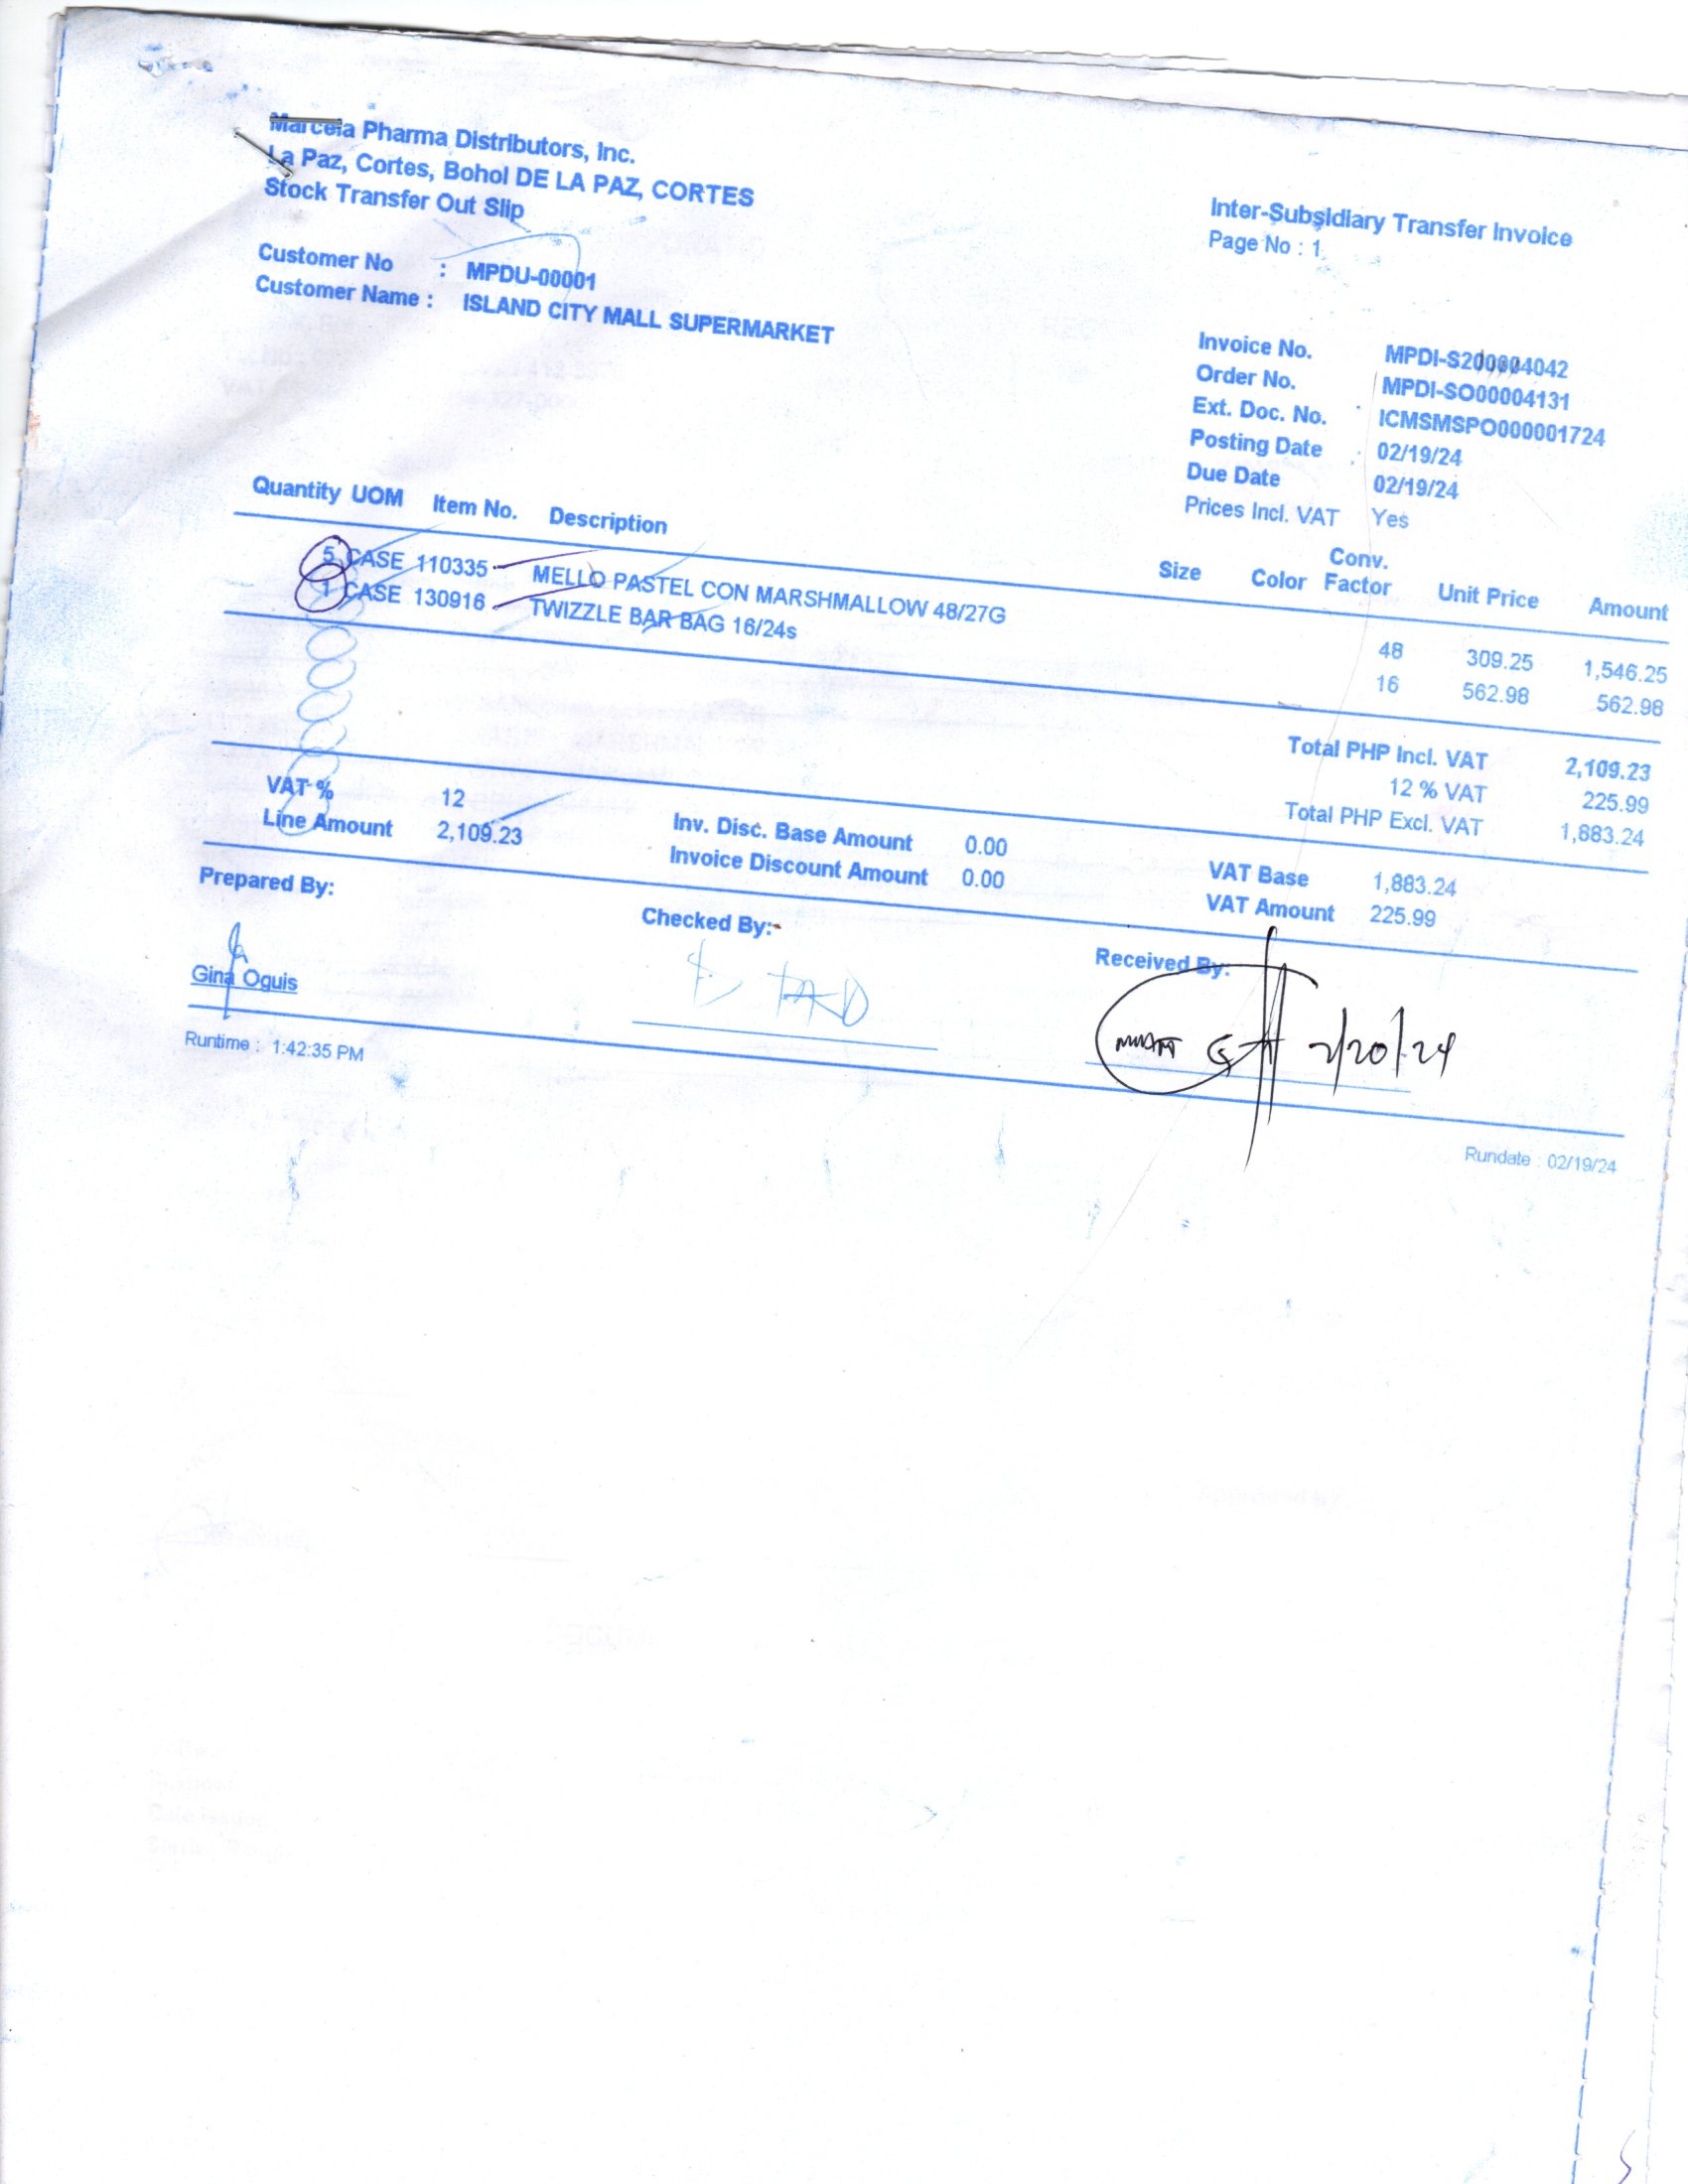 Marcela Pharma Distributors, Inc.
La Paz, Cortes, Bohol DE LA PAZ, CORTES
Stock Transfer Out Slip
Inter-Subsidiary Transfer Invoice
Page No : 1
Customer No : MPDU-00001
Customer Name : ISLAND CITY MALL SUPERMARKET
Invoice No. MPDI-S200004042
Order No. MPDI-SO00004131
Ext. Doc. No. ICMSMSPO000001724
Posting Date 02/19/24
Due Date 02/19/24
Prices Incl. VAT Yes
Quantity UOM Item No. Description Size Color Conv. Factor Unit Price Amount
5 CASE 110335 MELLO PASTEL CON MARSHMALLOW 48/27G 48 309.25 1,546.25
1 CASE 130916 TWIZZLE BAR BAG 16/24s 16 562.98 562.98
Total PHP Incl. VAT 2,109.23
12 % VAT 225.99
Total PHP Excl. VAT 1,883.24
VAT % 12 Inv. Disc. Base Amount 0.00 VAT Base 1,883.24
Line Amount 2,109.23 Invoice Discount Amount 0.00 VAT Amount 225.99
Prepared By: Checked By: Received By:
Gina Oguis
2/20/24
Runtime : 1:42:35 PM
Rundate : 02/19/24